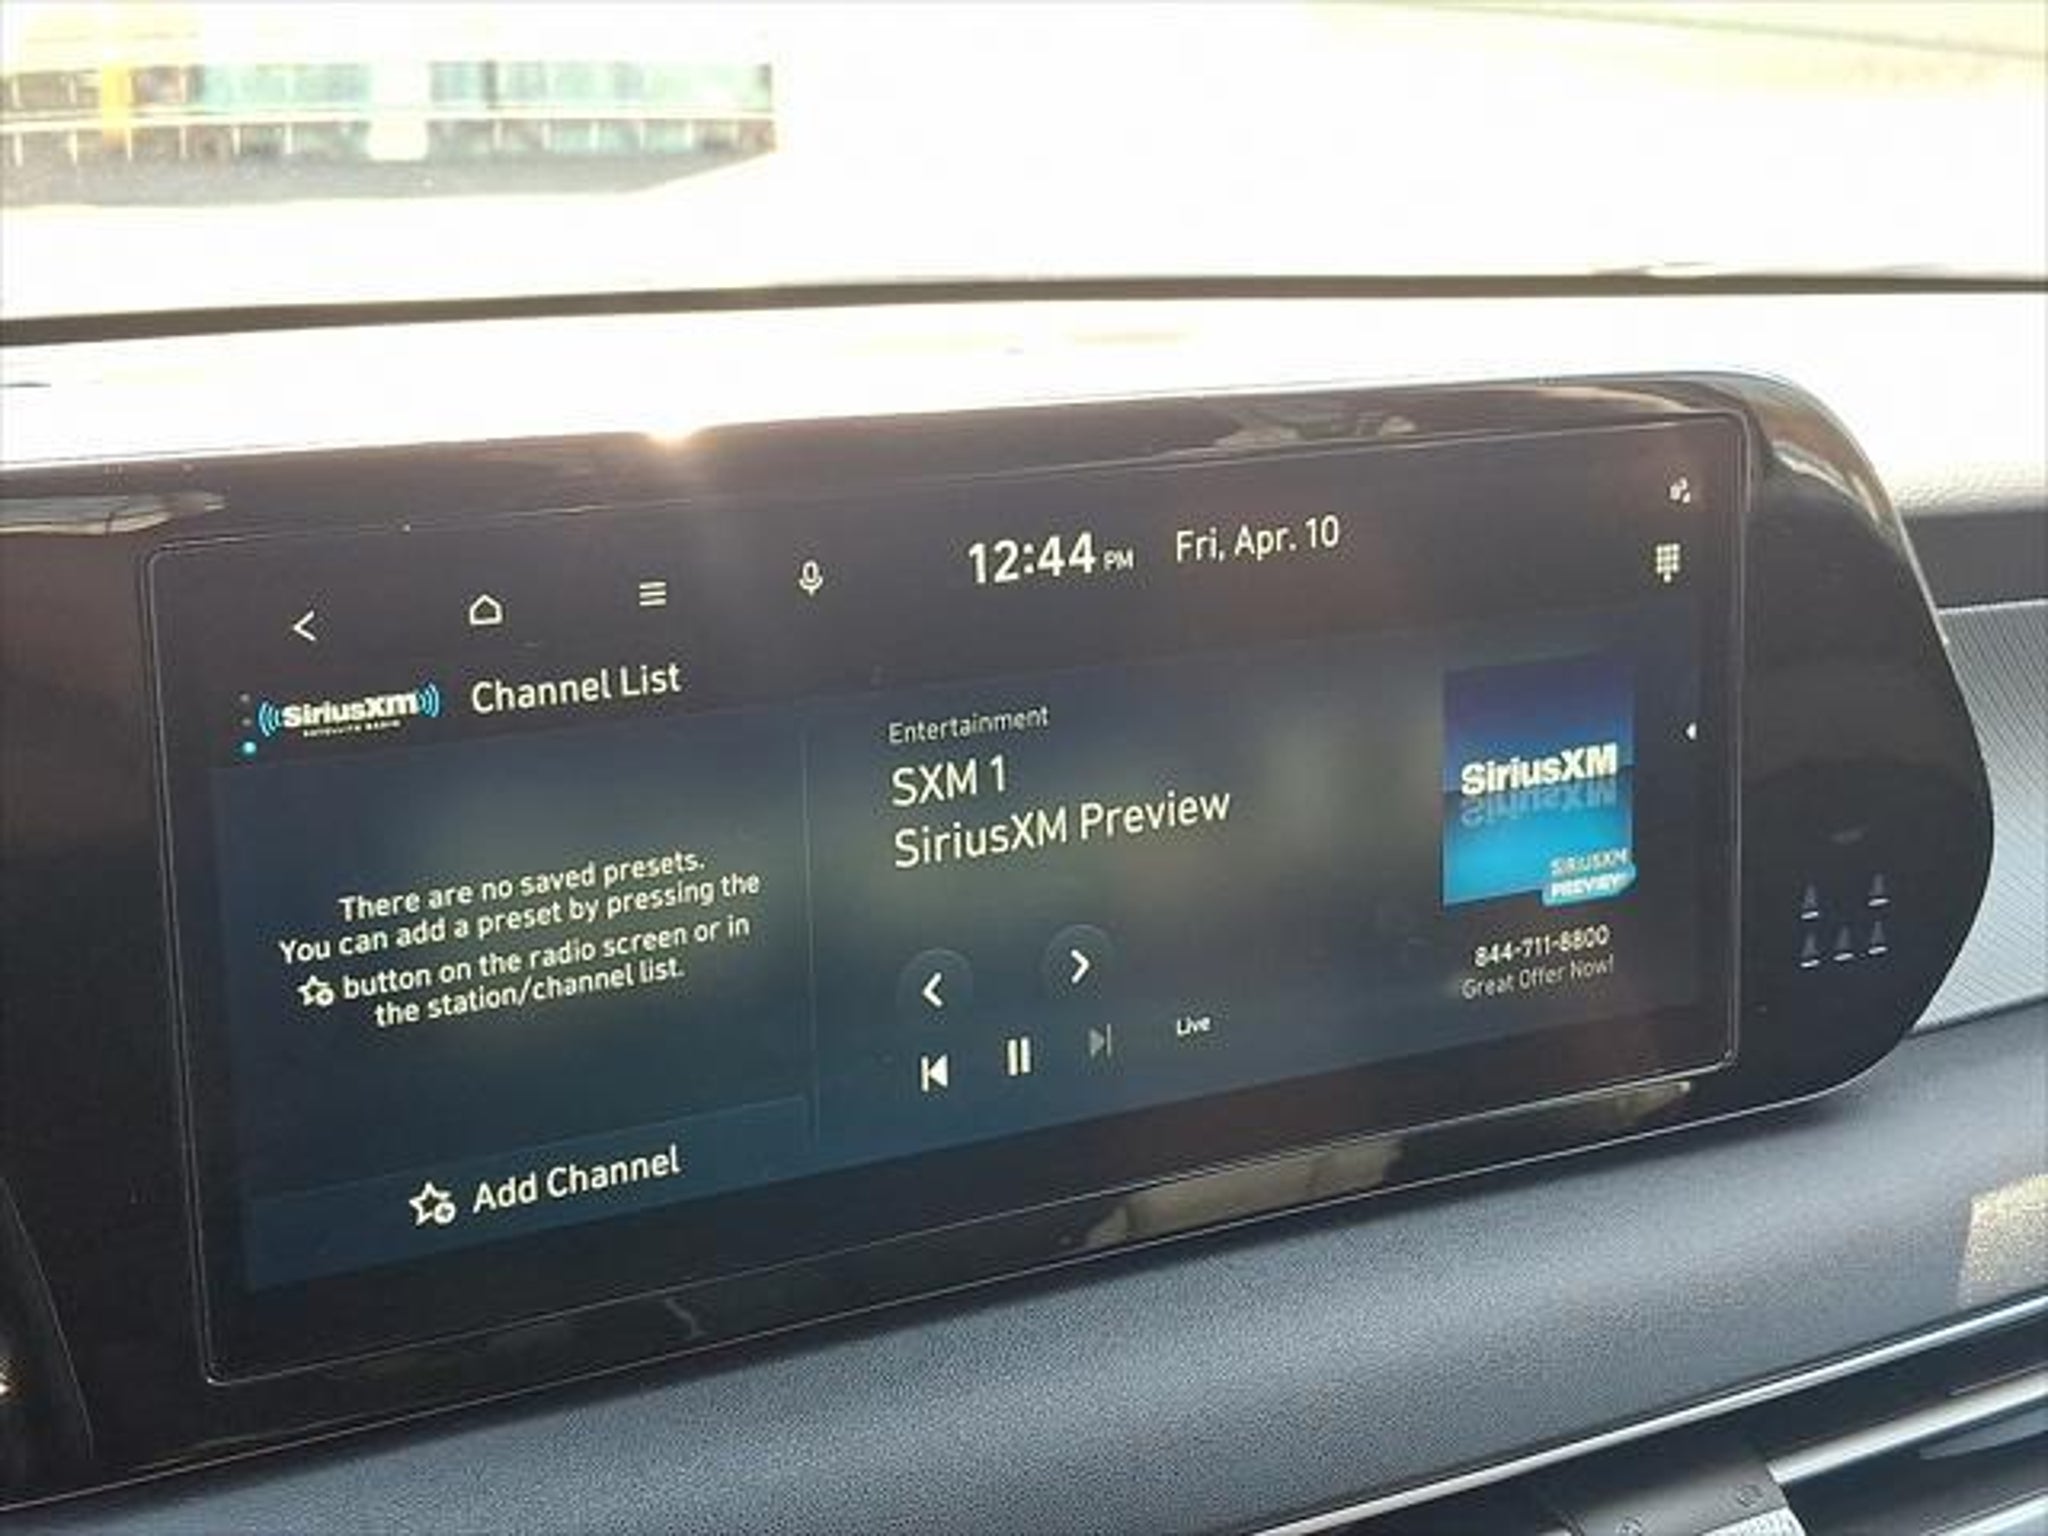 12:44 PM Fri, Apr. 10
SiriusXM Channel List
SATELLITE RADIO
There are no saved presets.
You can add a preset by pressing the
button on the radio screen or in
the station/channel list.
Add Channel
Entertainment
SXM 1
SiriusXM Preview
Live
SiriusXM
SIRIUSXM
PREVIEW
844-711-8800
Great Offer Now!